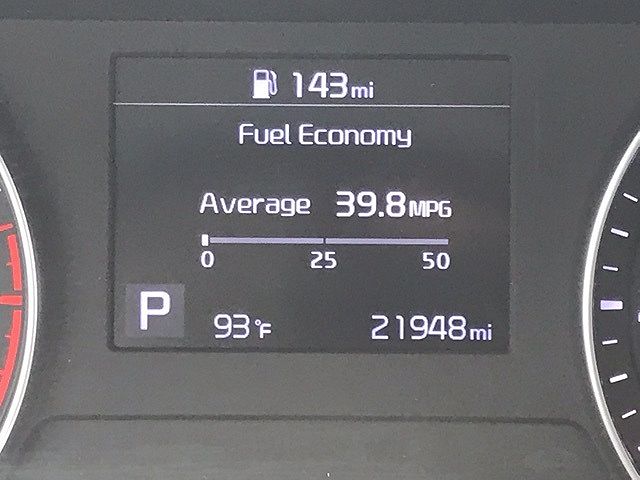 143mi
Fuel Economy
Average 39.8MPG
0 25 50
P
93°F 21948mi